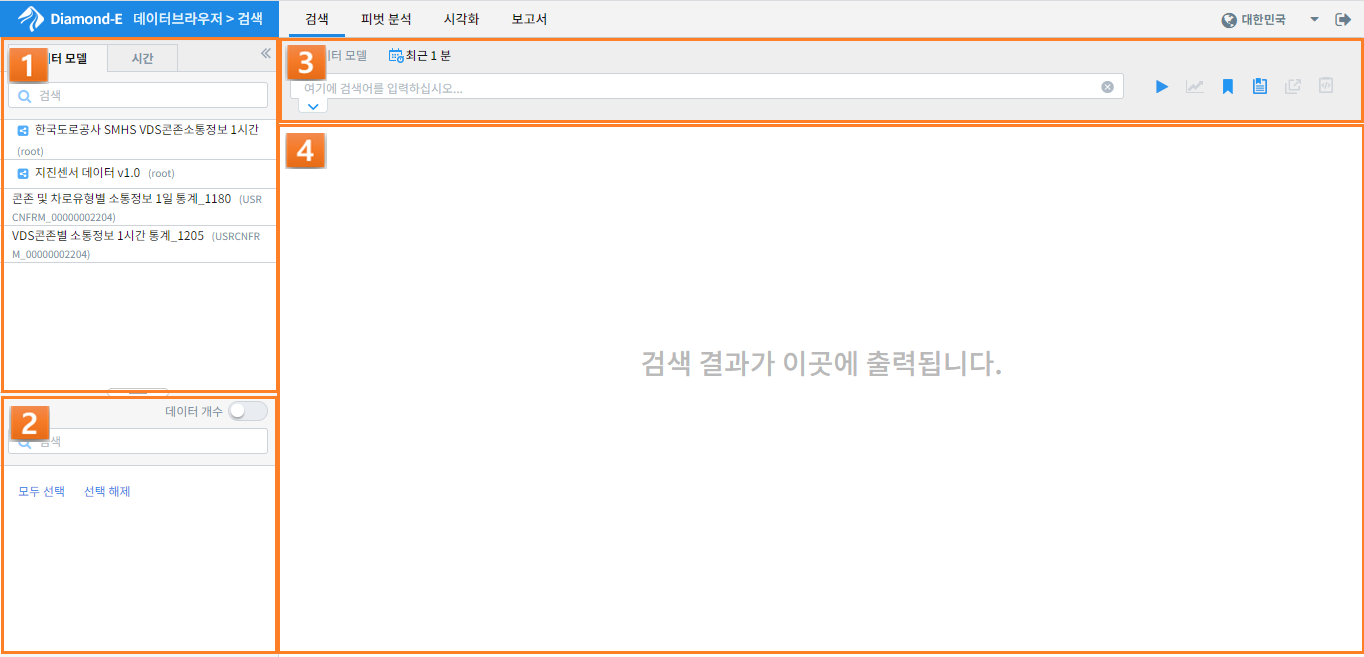 Diamond-E 데이터브라우저 > 검색
검색 피벗 분석 시각화 보고서
대한민국
1
터 모델 시간
검색
한국도로공사 SMHS VDS콘존소통정보 1시간
(root)
지진센서 데이터 v1.0 (root)
콘존 및 차로유형별 소통정보 1일 통계_1180 (USR
CNFRM_00000002204)
VDS콘존별 소통정보 1시간 통계_1205 (USRCNFR
M_00000002204)
2
데이터 개수
검색
모두 선택 선택 해제
3
터 모델 최근 1 분
여기에 검색어를 입력하십시오...
4
검색 결과가 이곳에 출력됩니다.